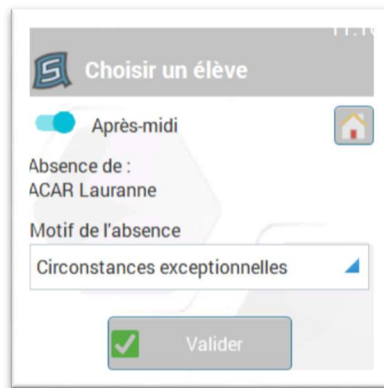 Choisir un élève
Après-midi
Absence de :
ACAR Lauranne
Motif de l'absence
Circonstances exceptionnelles
Valider